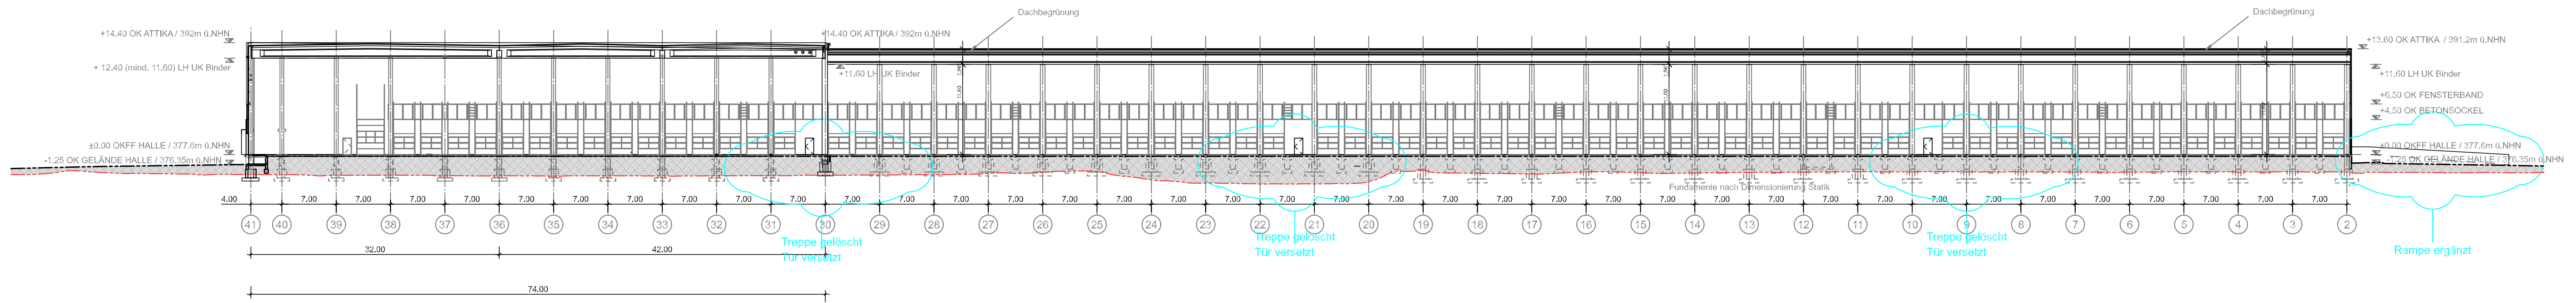 Dachbegrünung
Dachbegrünung
+14.40 OK ATTIKA / 392m ü.NHN
+14.40 OK ATTIKA / 392m ü.NHN
+13.60 OK ATTIKA / 391.2m ü.NHN
+ 12.40 (mind. 11.60) LH UK Binder
+11.60 LH UK Binder
+11.60 LH UK Binder
11.60
11.60
+6,50 OK FENSTERBAND
+4,50 OK BETONSOCKEL
±0.00 OKFF HALLE / 377.6m ü.NHN
±0.00 OKFF HALLE / 377.6m ü.NHN
-1.25 OK GELÄNDE HALLE / 376.35m ü.NHN
-1.25 OK GELÄNDE HALLE / 376.35m ü.NHN
Fundamente nach Dimensionierung Statik
4.00 7.00 7.00 7.00 7.00 7.00 7.00 7.00 7.00 7.00 7.00 7.00 7.00 7.00 7.00 7.00 7.00 7.00 7.00 7.00 7.00 7.00 7.00 7.00 7.00 7.00 7.00 7.00 7.00 7.00 7.00 7.00 7.00 7.00 7.00 7.00 7.00 7.00 7.00
41 40 39 38 37 36 35 34 33 32 31 30 29 28 27 26 25 24 23 22 21 20 19 18 17 16 15 14 13 12 11 10 9 8 7 6 5 4 3 2
Treppe gelöscht
Tür versetzt
Treppe gelöscht
Tür versetzt
Treppe gelöscht
Tür versetzt
Rampe ergänzt
32.00 42.00
74.00